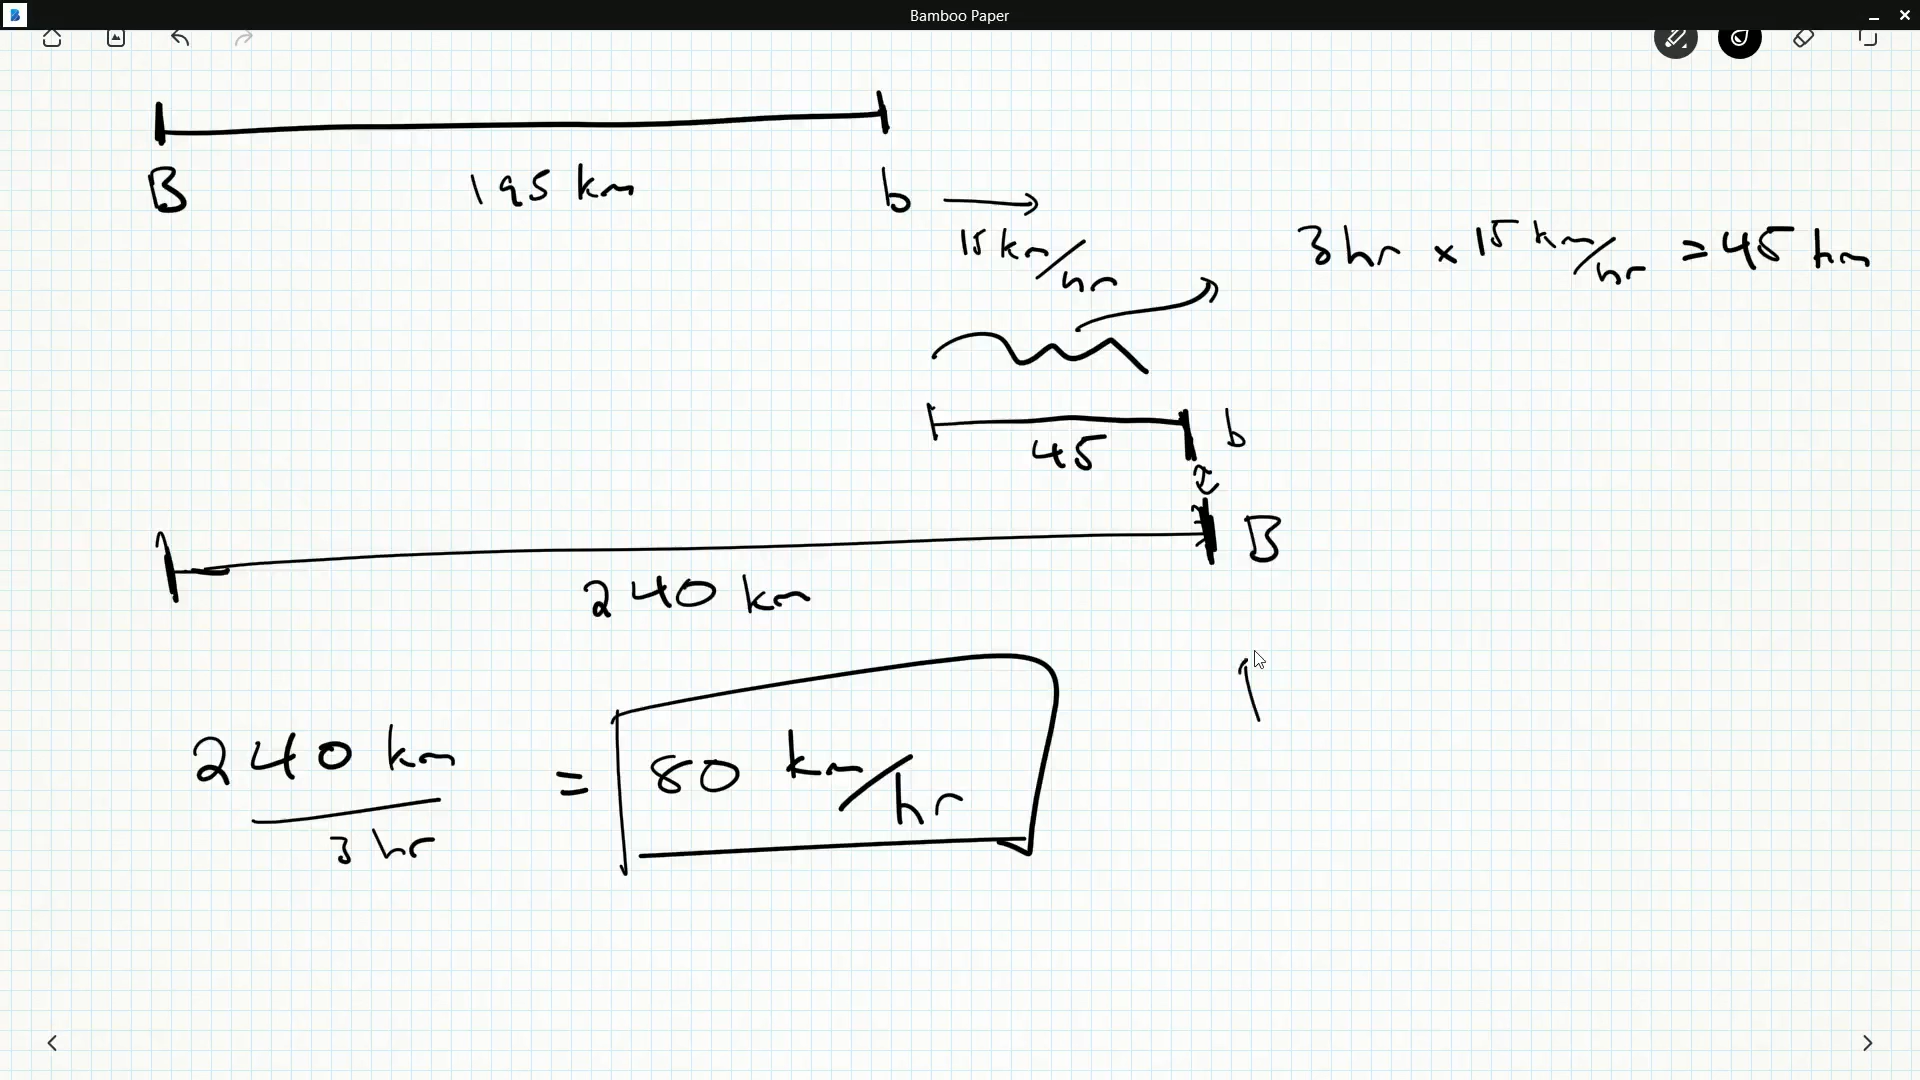 Bamboo Paper
B 195 km b
15 km/hr
3 hr × 15 km/hr = 45 hm
45 b
B
240 km
240 km / 3 hr = 80 km/hr